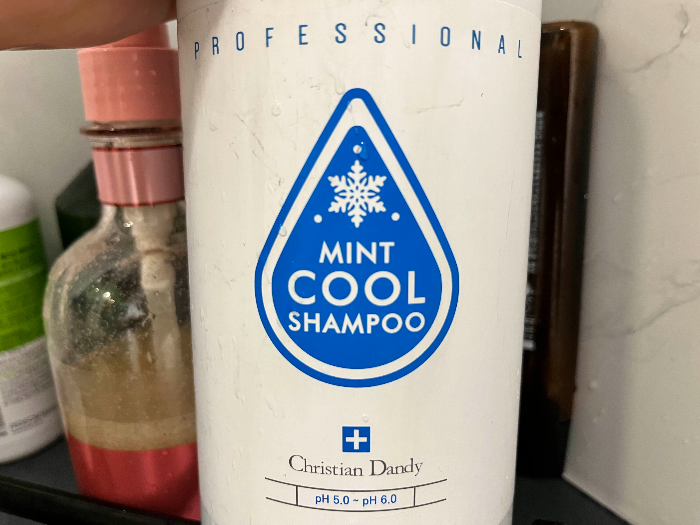 PROFESSIONAL
MINT
COOL
SHAMPOO
Christian Dandy
pH 5.0 ~ pH 6.0